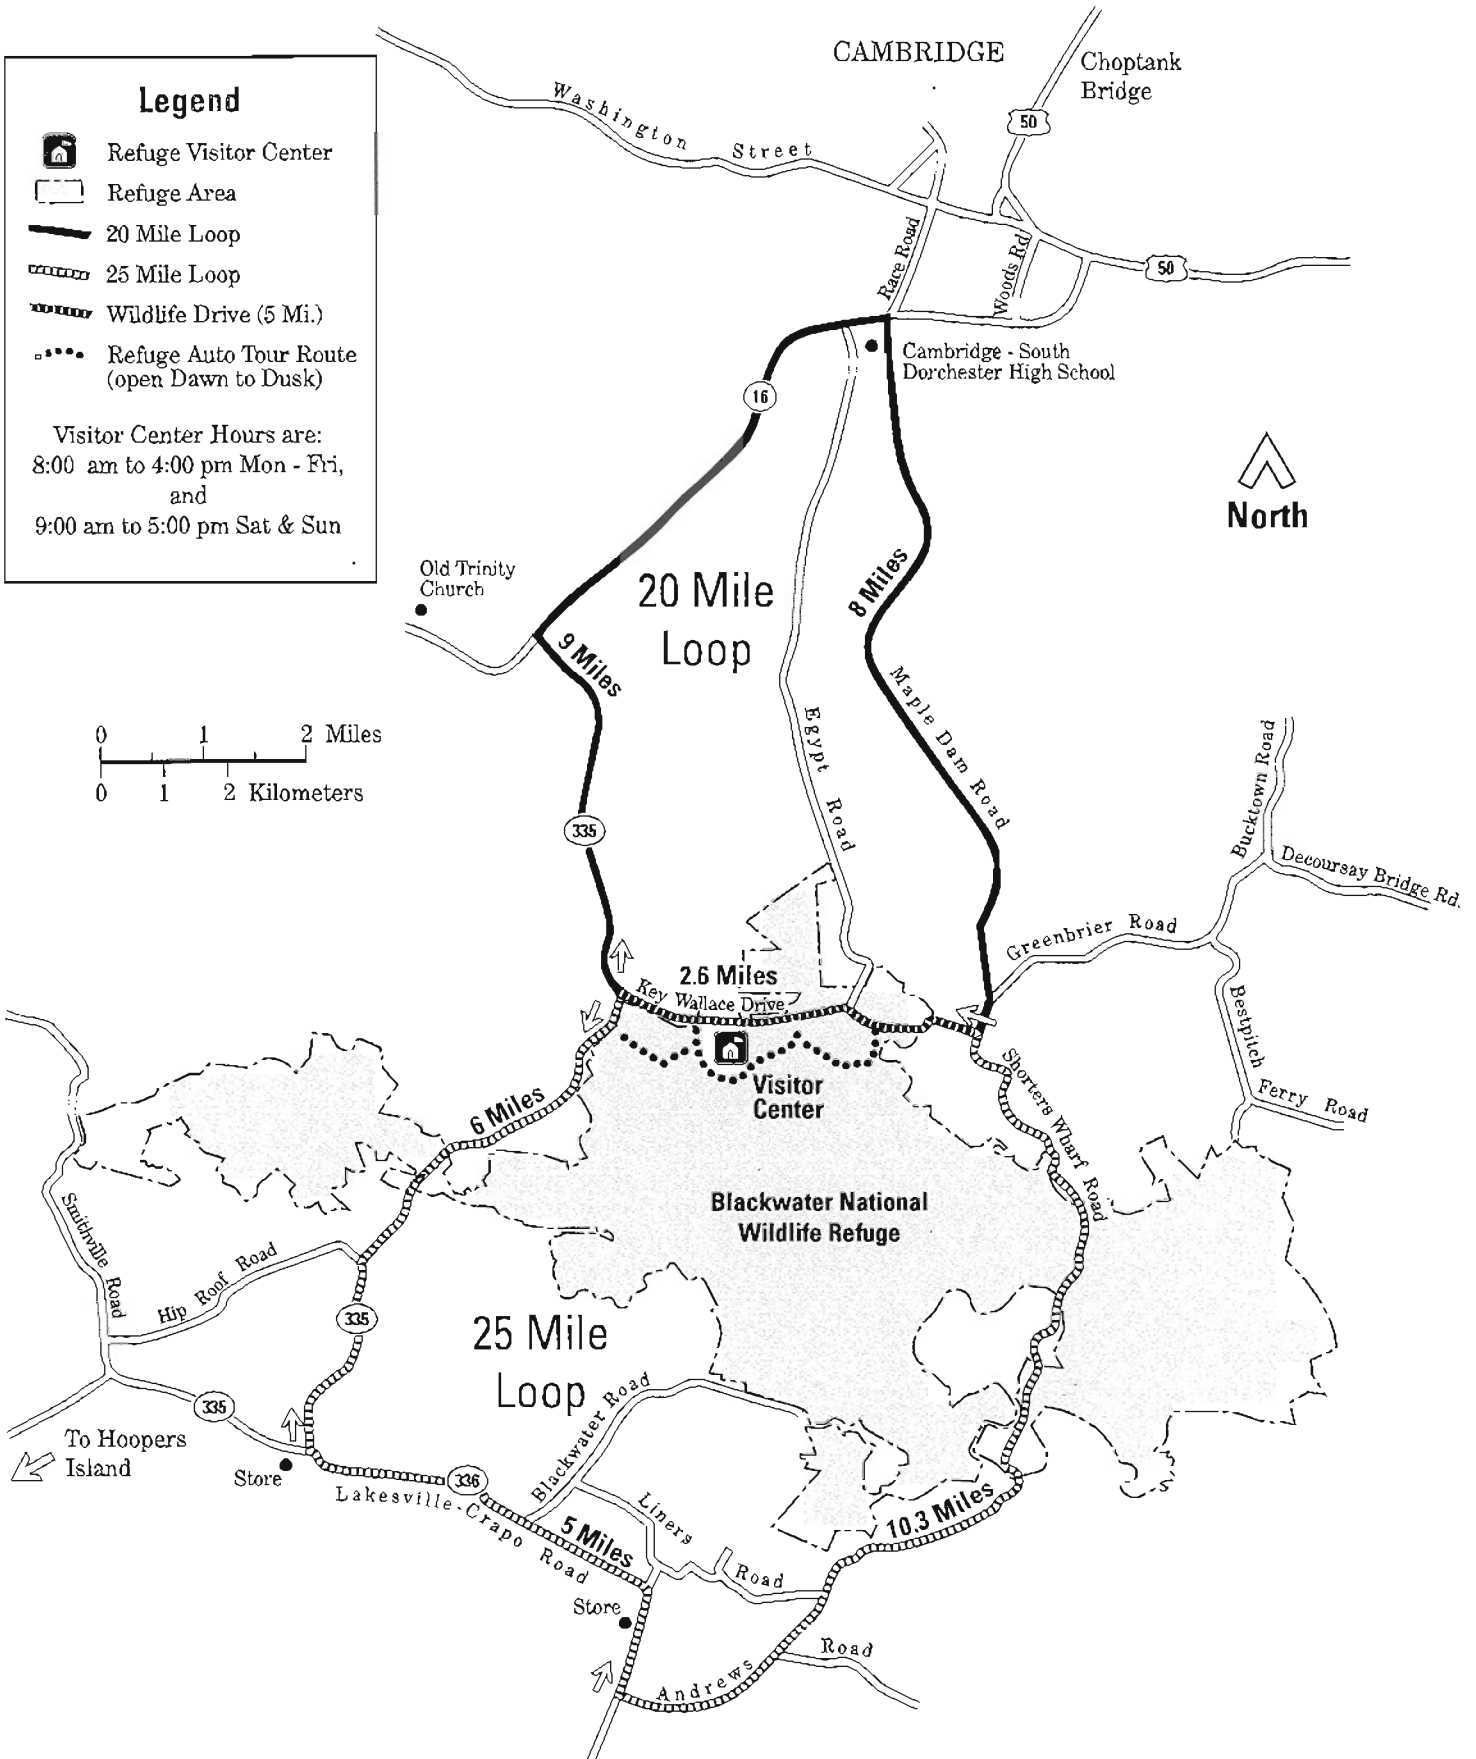 CAMBRIDGE
Choptank
Bridge
50
Washington Street
50
Race Road
Woods Rd
Cambridge - South
Dorchester High School
Legend
Refuge Visitor Center
Refuge Area
20 Mile Loop
25 Mile Loop
Wildlife Drive (5 Mi.)
Refuge Auto Tour Route
(open Dawn to Dusk)
Visitor Center Hours are:
8:00 am to 4:00 pm Mon - Fri,
and
9:00 am to 5:00 pm Sat & Sun
16
North
Old Trinity
Church
20 Mile
Loop
8 Miles
9 Miles
Maple Dam Road
Egypt Road
0 1 2 Miles
0 1 2 Kilometers
335
Bucktown Road
Decoursay Bridge Rd.
Greenbrier Road
2.6 Miles
Key Wallace Drive
Bestpitch
Ferry Road
Shorters Wharf Road
Visitor
Center
6 Miles
Blackwater National
Wildlife Refuge
Smithville Road
Hip Roof Road
335
25 Mile
Loop
335
To Hoopers
Island
Store
336
Lakesville-Crapo Road
Blackwater Road
Liners Road
5 Miles
10.3 Miles
Store
Andrews Road